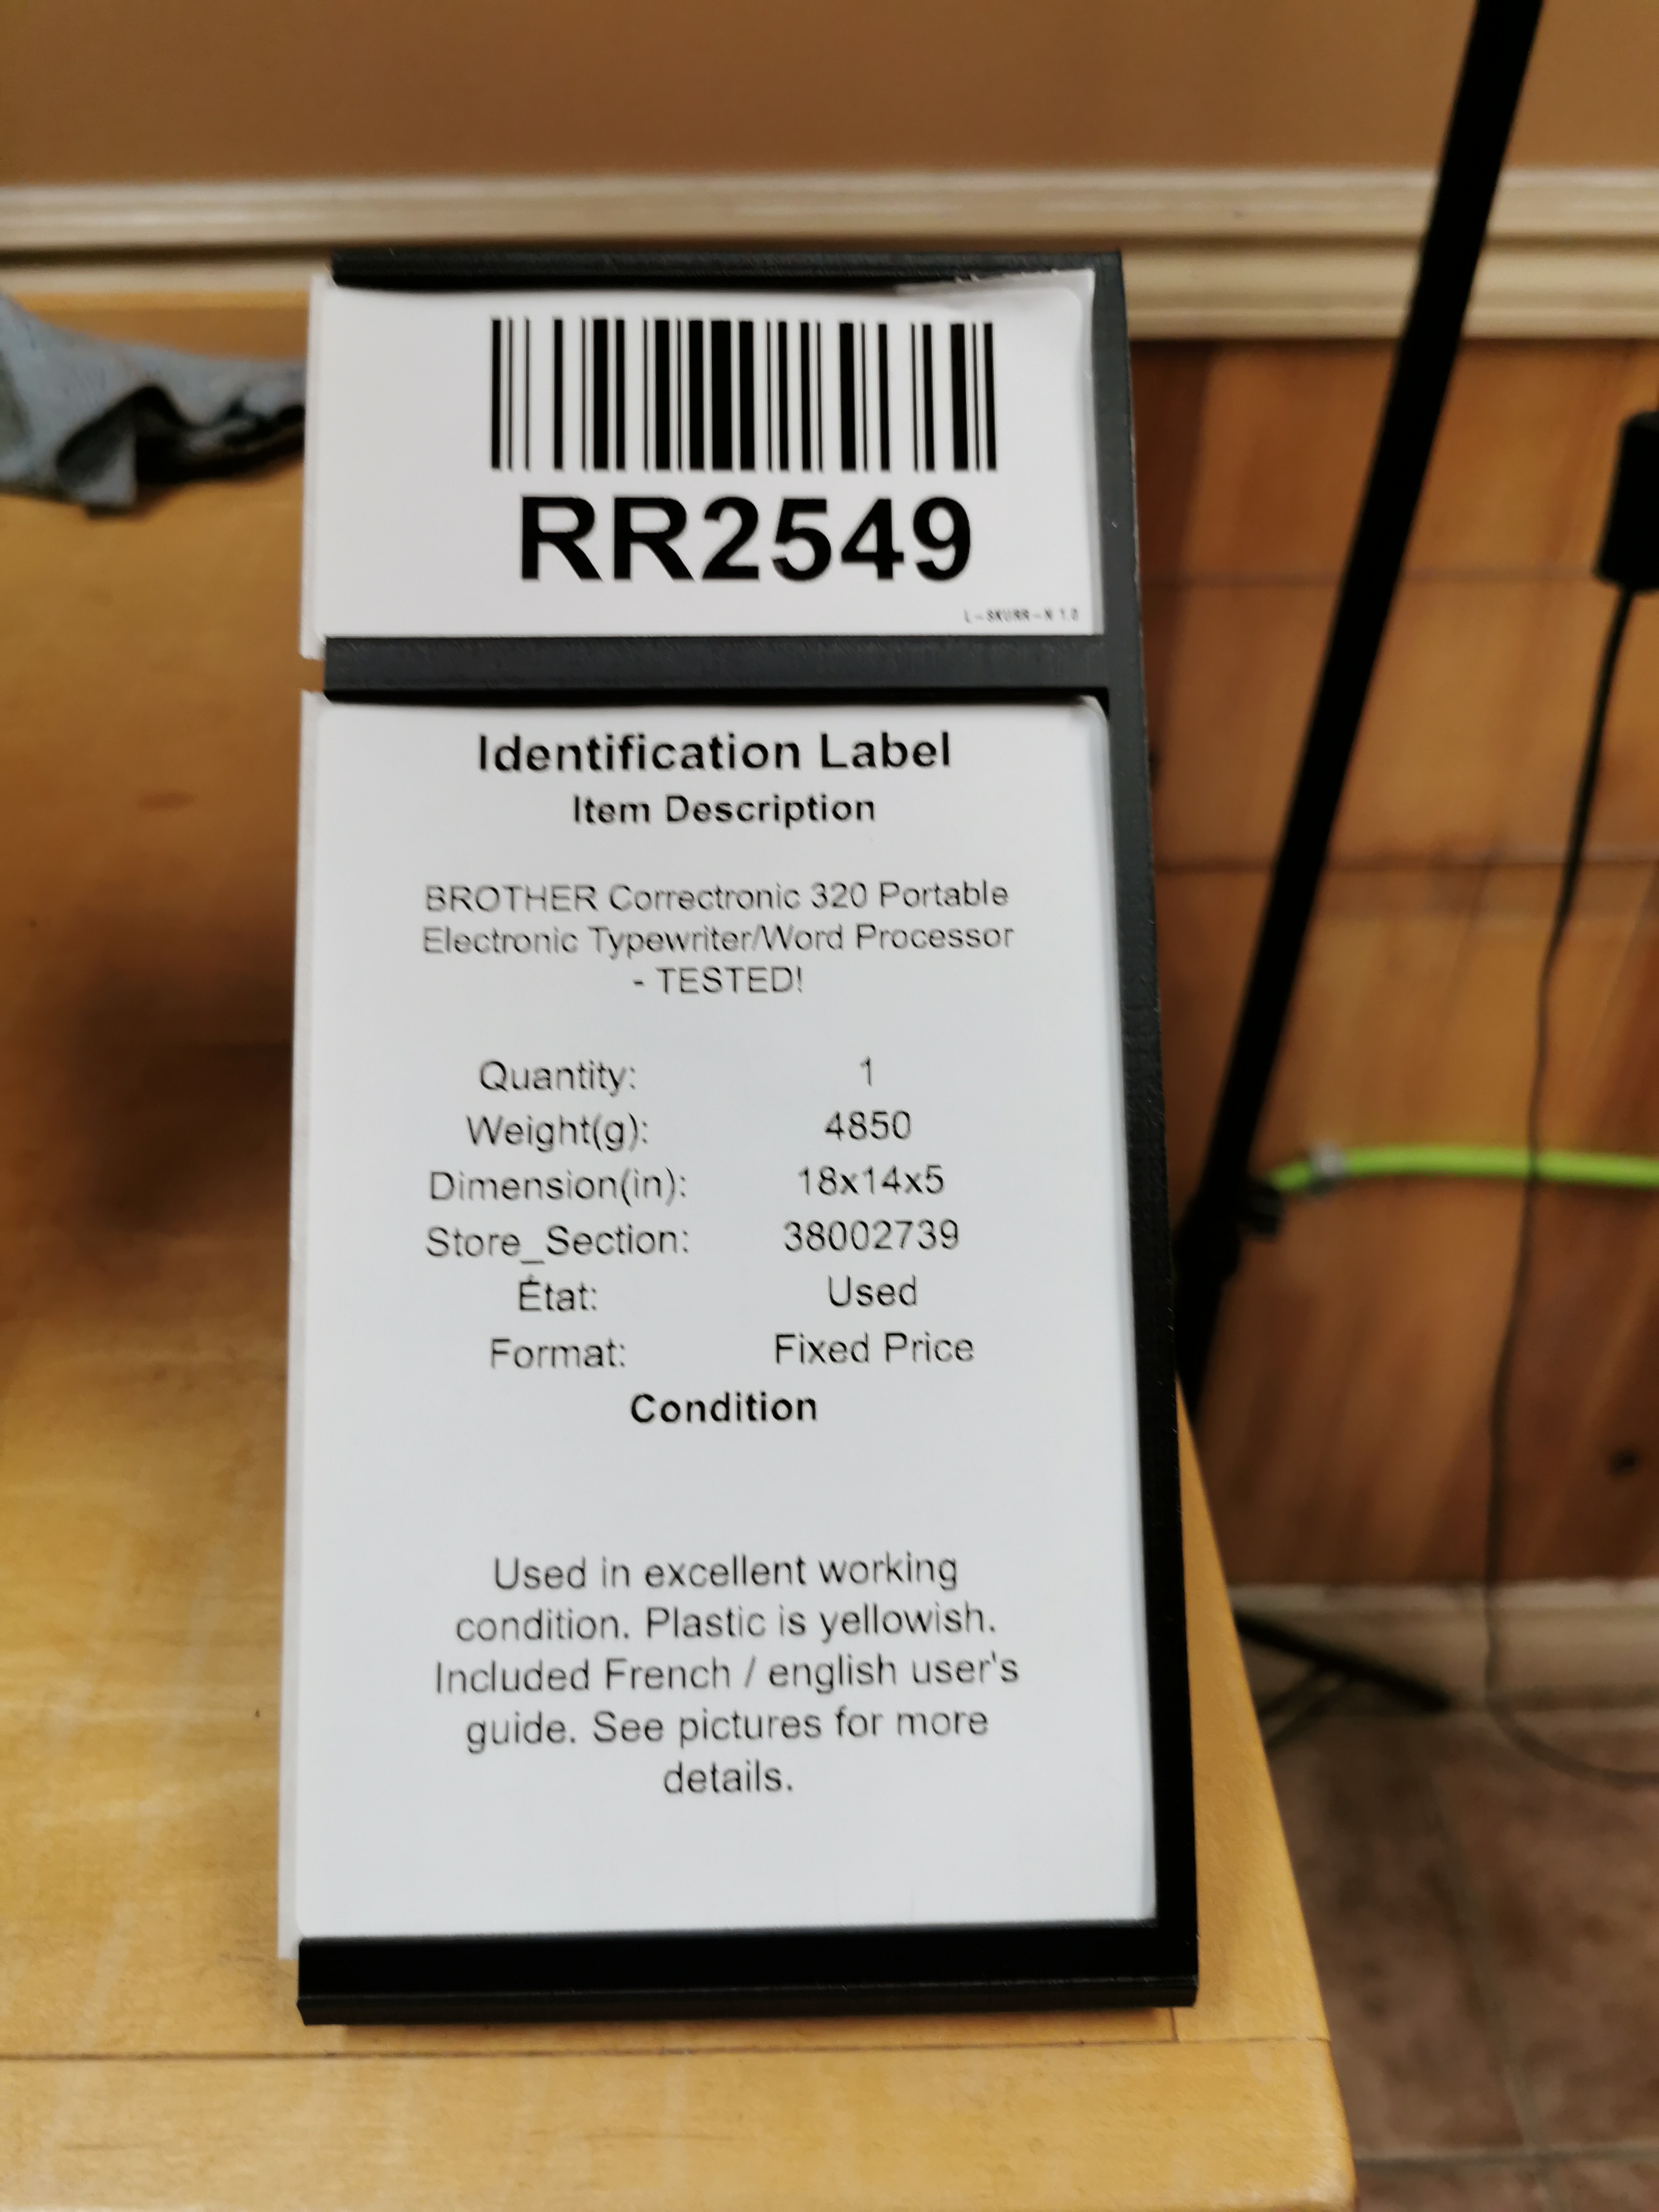 RR2549
L-SKURR-N 1.0
Identification Label
Item Description
BROTHER Correctronic 320 Portable
Electronic Typewriter/Word Processor
- TESTED!
Quantity: 1
Weight(g): 4850
Dimension(in): 18x14x5
Store_Section: 38002739
État: Used
Format: Fixed Price
Condition
Used in excellent working
condition. Plastic is yellowish.
Included French / english user's
guide. See pictures for more
details.